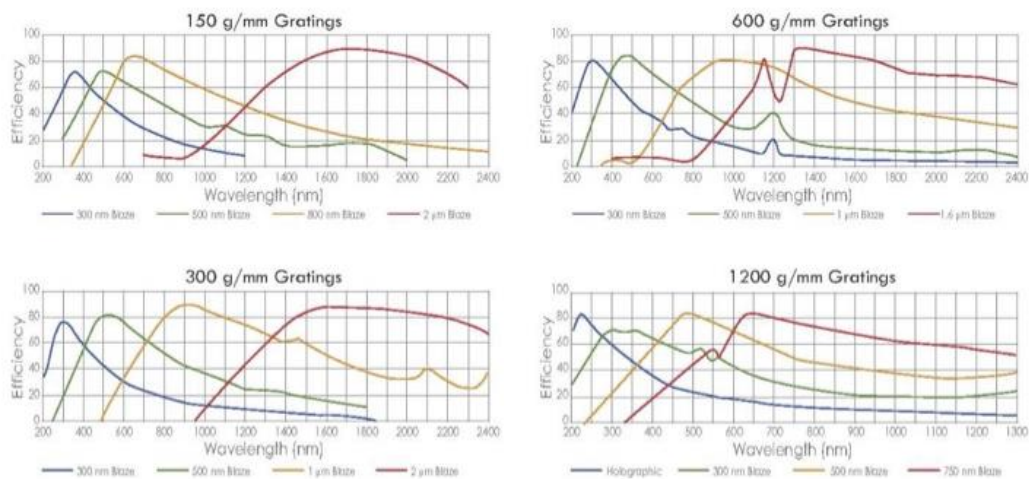 150 g/mm Gratings
Efficiency
100
80
60
40
20
0
200 400 600 800 1000 1200 1400 1600 1800 2000 2200 2400
Wavelength (nm)
300 nm Blaze 500 nm Blaze 800 nm Blaze 2 µm Blaze
600 g/mm Gratings
Efficiency
100
80
60
40
20
0
200 400 600 800 1000 1200 1400 1600 1800 2000 2200 2400
Wavelength (nm)
300 nm Blaze 500 nm Blaze 1 µm Blaze 1.6 µm Blaze
300 g/mm Gratings
Efficiency
100
80
60
40
20
0
200 400 600 800 1000 1200 1400 1600 1800 2000 2200 2400
Wavelength (nm)
300 nm Blaze 500 nm Blaze 1 µm Blaze 2 µm Blaze
1200 g/mm Gratings
Efficiency
100
80
60
40
20
0
200 300 400 500 600 700 800 900 1000 1100 1200 1300
Wavelength (nm)
Holographic 300 nm Blaze 500 nm Blaze 750 nm Blaze